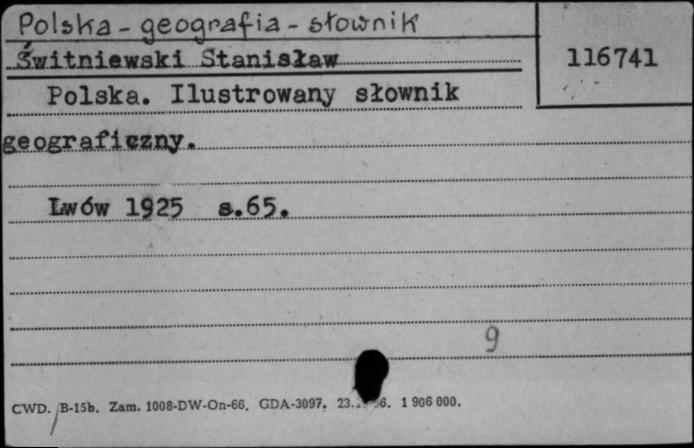 Polska - geografia - słownik
Świtniewski Stanisław
116741
Polska. Ilustrowany słownik
geograficzny.
Lwów 1925 s.65.
9
CWD. B-15b. Zam. 1008-DW-On-66. GDA-3097. 1 906 000.